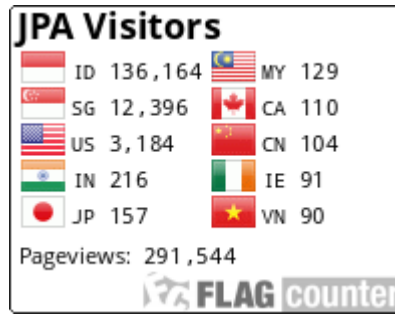 JPA Visitors
ID 136,164 MY 129
SG 12,396 CA 110
US 3,184 CN 104
IN 216 IE 91
JP 157 VN 90
Pageviews: 291,544
FLAG counter